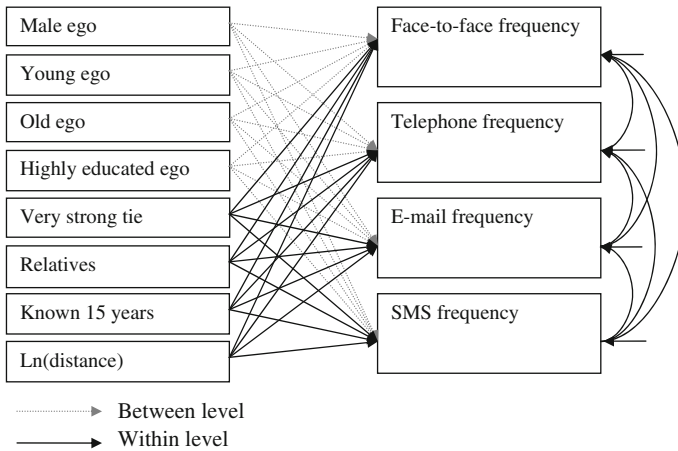 Male ego
Young ego
Old ego
Highly educated ego
Very strong tie
Relatives
Known 15 years
Ln(distance)
Face-to-face frequency
Telephone frequency
E-mail frequency
SMS frequency
Between level
Within level